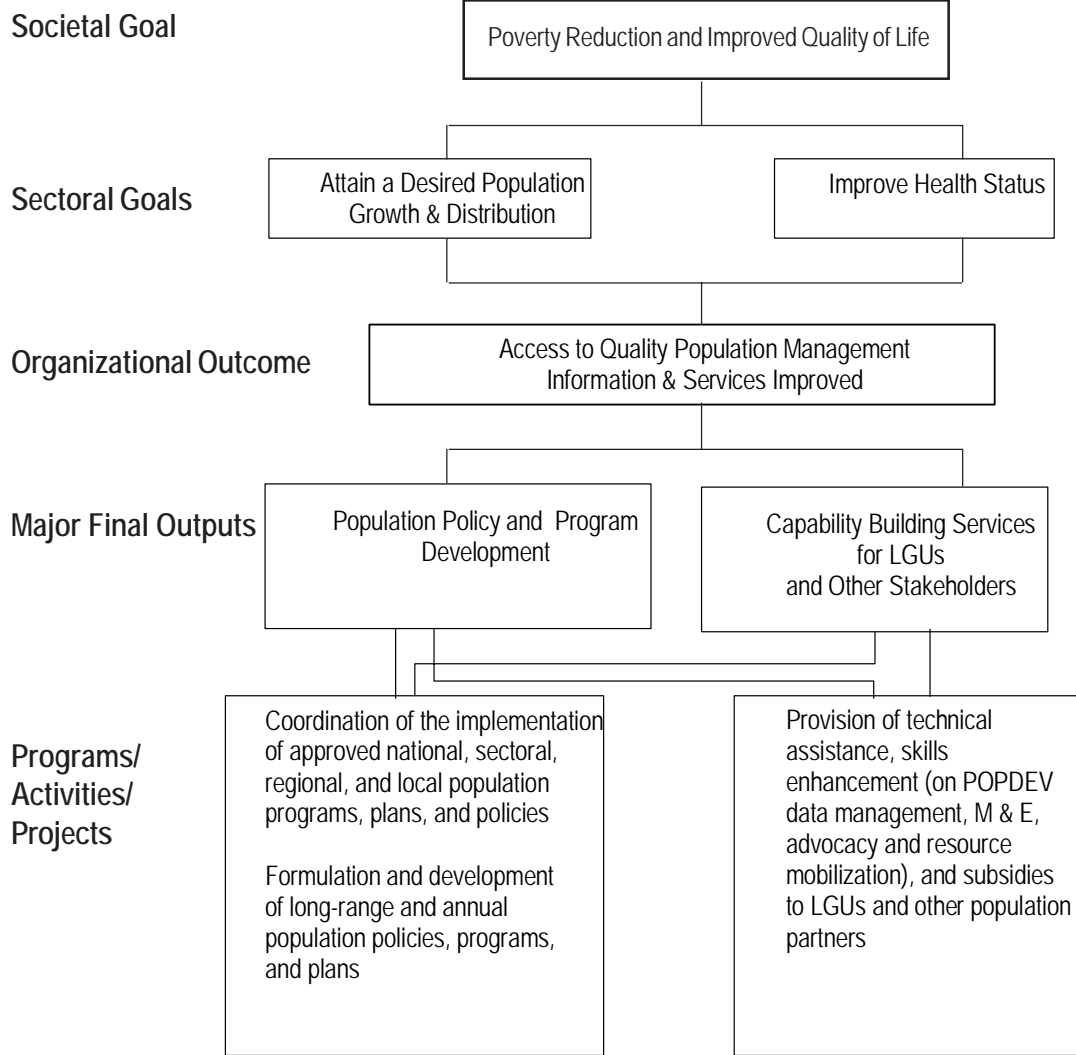 Societal Goal
Poverty Reduction and Improved Quality of Life
Sectoral Goals
Attain a Desired Population
Growth & Distribution
Improve Health Status
Organizational Outcome
Access to Quality Population Management
Information & Services Improved
Major Final Outputs
Population Policy and Program
Development
Capability Building Services
for LGUs
and Other Stakeholders
Programs/
Activities/
Projects
Coordination of the implementation
of approved national, sectoral,
regional, and local population
programs, plans, and policies
Formulation and development
of long-range and annual
population policies, programs,
and plans
Provision of technical
assistance, skills
enhancement (on POPDEV
data management, M & E,
advocacy and resource
mobilization), and subsidies
to LGUs and other population
partners